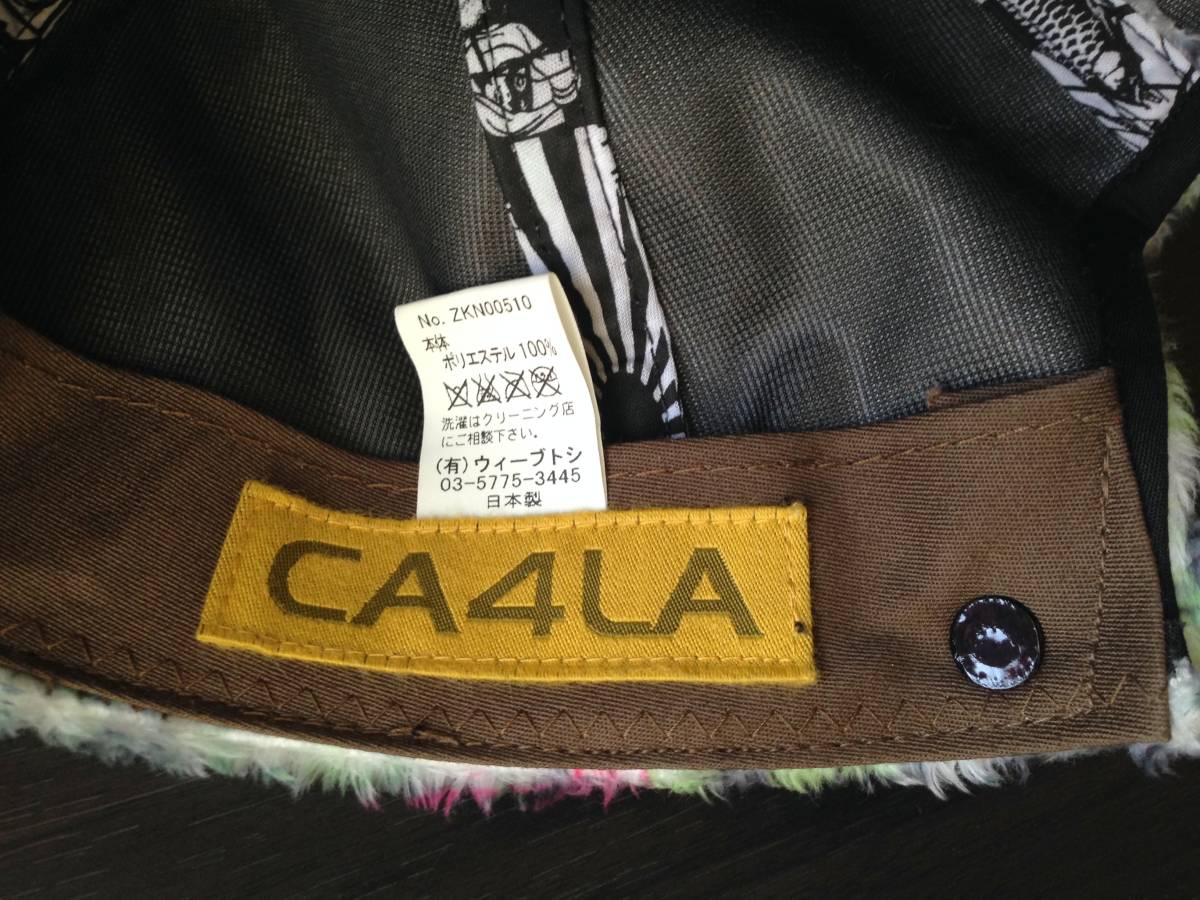 No. ZKN00510
本体
ポリエステル 100%
洗濯はクリーニング店
にご相談下さい。
(有) ウィーブトシ
03-5775-3445
日本製
CA4LA